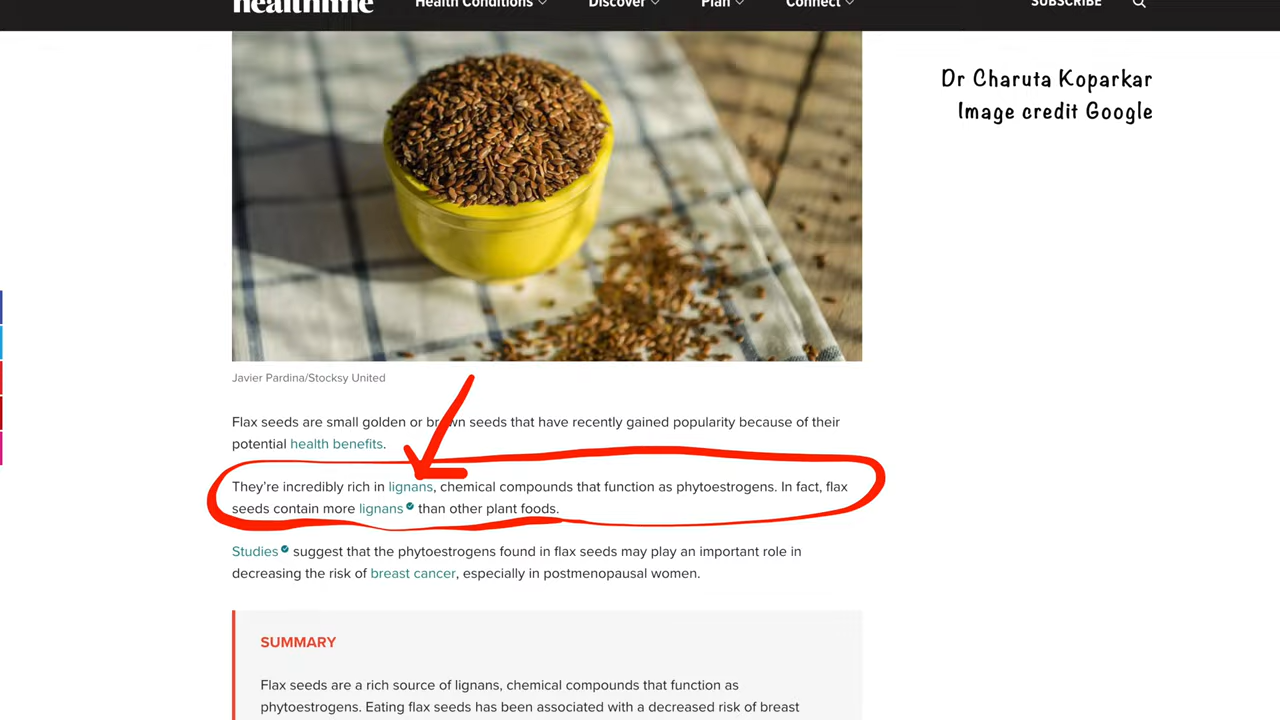 healthline
Health Conditions
Discover
Plan
Connect
SUBSCRIBE
Dr Charuta Koparkar
Image credit Google
Javier Pardina/Stocksy United
Flax seeds are small golden or brown seeds that have recently gained popularity because of their
potential health benefits.
They're incredibly rich in lignans, chemical compounds that function as phytoestrogens. In fact, flax
seeds contain more lignans than other plant foods.
Studies suggest that the phytoestrogens found in flax seeds may play an important role in
decreasing the risk of breast cancer, especially in postmenopausal women.
SUMMARY
Flax seeds are a rich source of lignans, chemical compounds that function as
phytoestrogens. Eating flax seeds has been associated with a decreased risk of breast